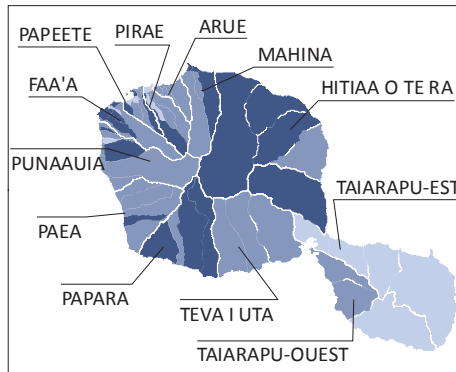 PAPEETE
PIRAE
ARUE
MAHINA
FAA'A
HITIAA O TE RA
PUNAAUIA
TAIARAPU-EST
PAEA
PAPARA
TEVA I UTA
TAIARAPU-OUEST